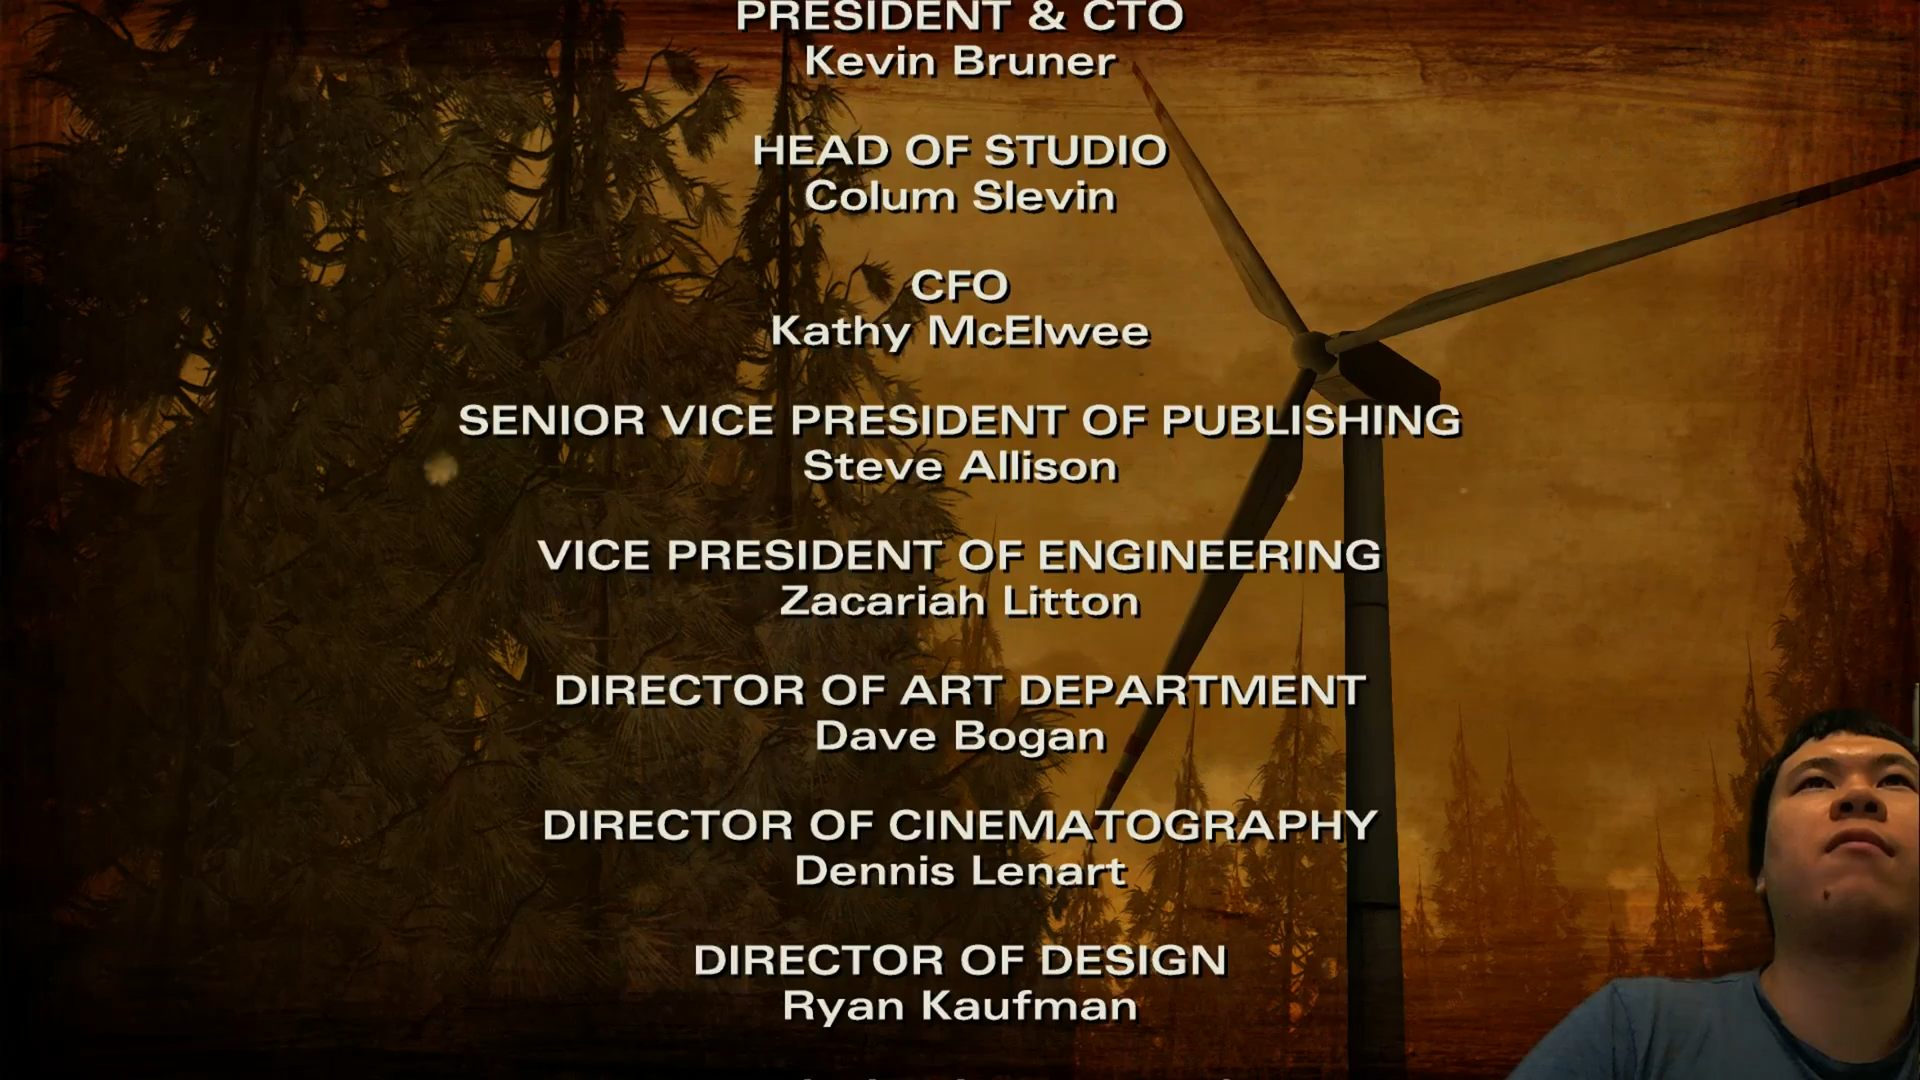 PRESIDENT & CTO
Kevin Bruner
HEAD OF STUDIO
Colum Slevin
CFO
Kathy McElwee
SENIOR VICE PRESIDENT OF PUBLISHING
Steve Allison
VICE PRESIDENT OF ENGINEERING
Zacariah Litton
DIRECTOR OF ART DEPARTMENT
Dave Bogan
DIRECTOR OF CINEMATOGRAPHY
Dennis Lenart
DIRECTOR OF DESIGN
Ryan Kaufman